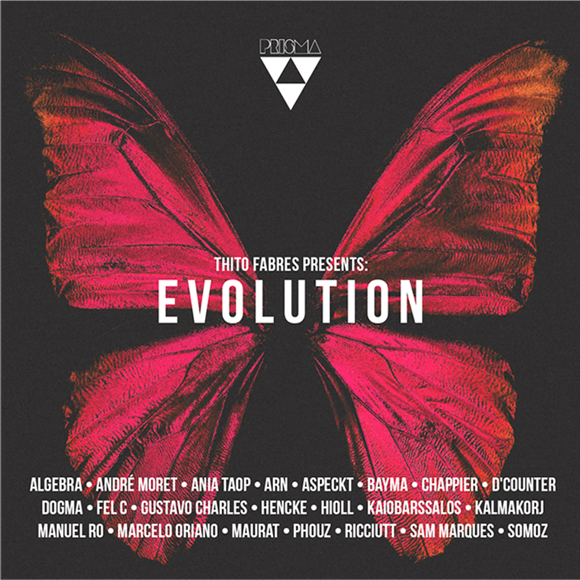 PRISMA
THITO FABRES PRESENTS:
EVOLUTION
ALGEBRA • ANDRÉ MORET • ANIA TAOP • ARN • ASPECKT • BAYMA • CHAPPIER • D'COUNTER
DOGMA • FEL C • GUSTAVO CHARLES • HENCKE • HIOLL • KAIOBARSSALOS • KALMAKORJ
MANUEL RO • MARCELO ORIANO • MAURAT • PHOUZ • RICCIUTT • SAM MARQUES • SOMOZ